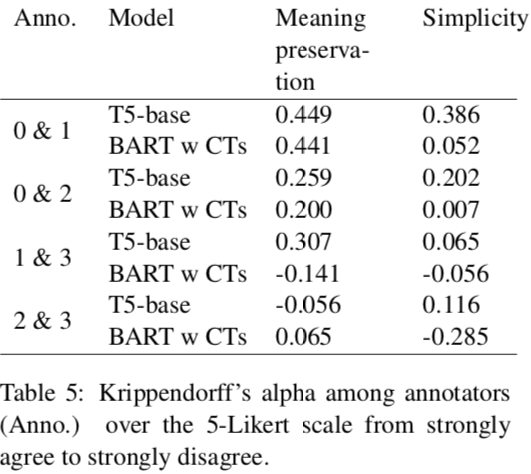 Anno. Model Meaning preserva- tion Simplicity
0 & 1 T5-base 0.449 0.386
BART w CTs 0.441 0.052
0 & 2 T5-base 0.259 0.202
BART w CTs 0.200 0.007
1 & 3 T5-base 0.307 0.065
BART w CTs -0.141 -0.056
2 & 3 T5-base -0.056 0.116
BART w CTs 0.065 -0.285
Table 5: Krippendorff's alpha among annotators
(Anno.) over the 5-Likert scale from strongly
agree to strongly disagree.